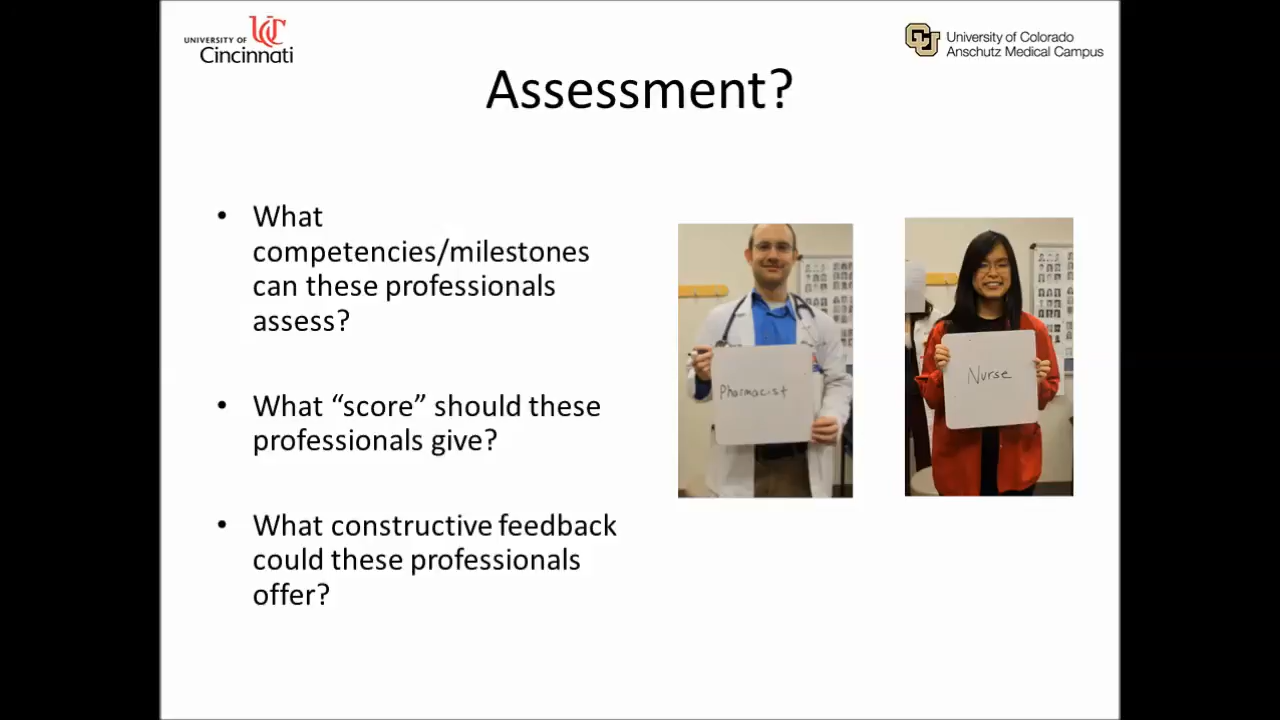 UNIVERSITY OF
Cincinnati
University of Colorado
Anschutz Medical Campus
Assessment?
• What
competencies/milestones
can these professionals
assess?
• What “score” should these
professionals give?
• What constructive feedback
could these professionals
offer?
Pharmacist
Nurse